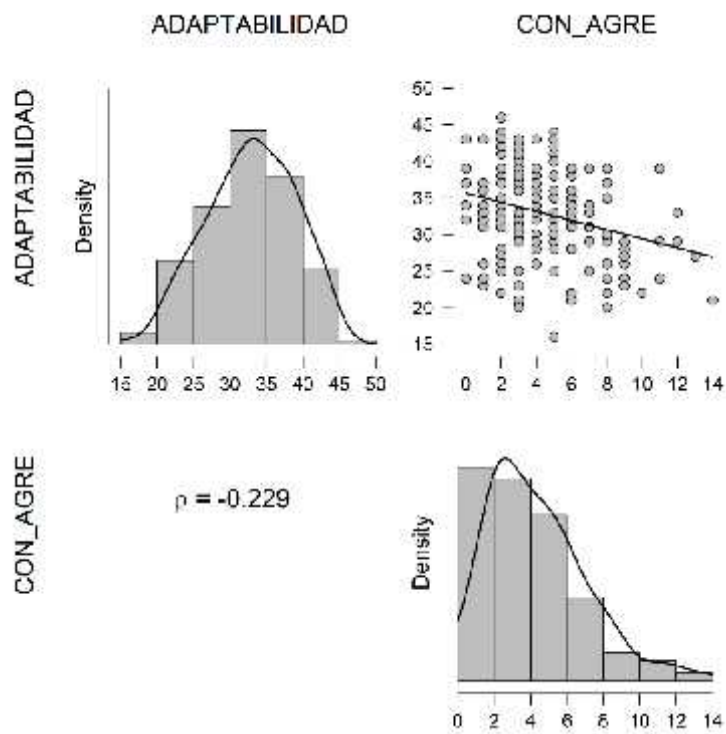 ADAPTABILIDAD CON_AGRE
ADAPTABILIDAD
Density
50
45
40
35
30
25
20
15
15 20 25 30 35 40 45 50
0 2 4 6 8 10 12 14
CON_AGRE
ρ = -0.229
Density
0 2 4 6 8 10 12 14